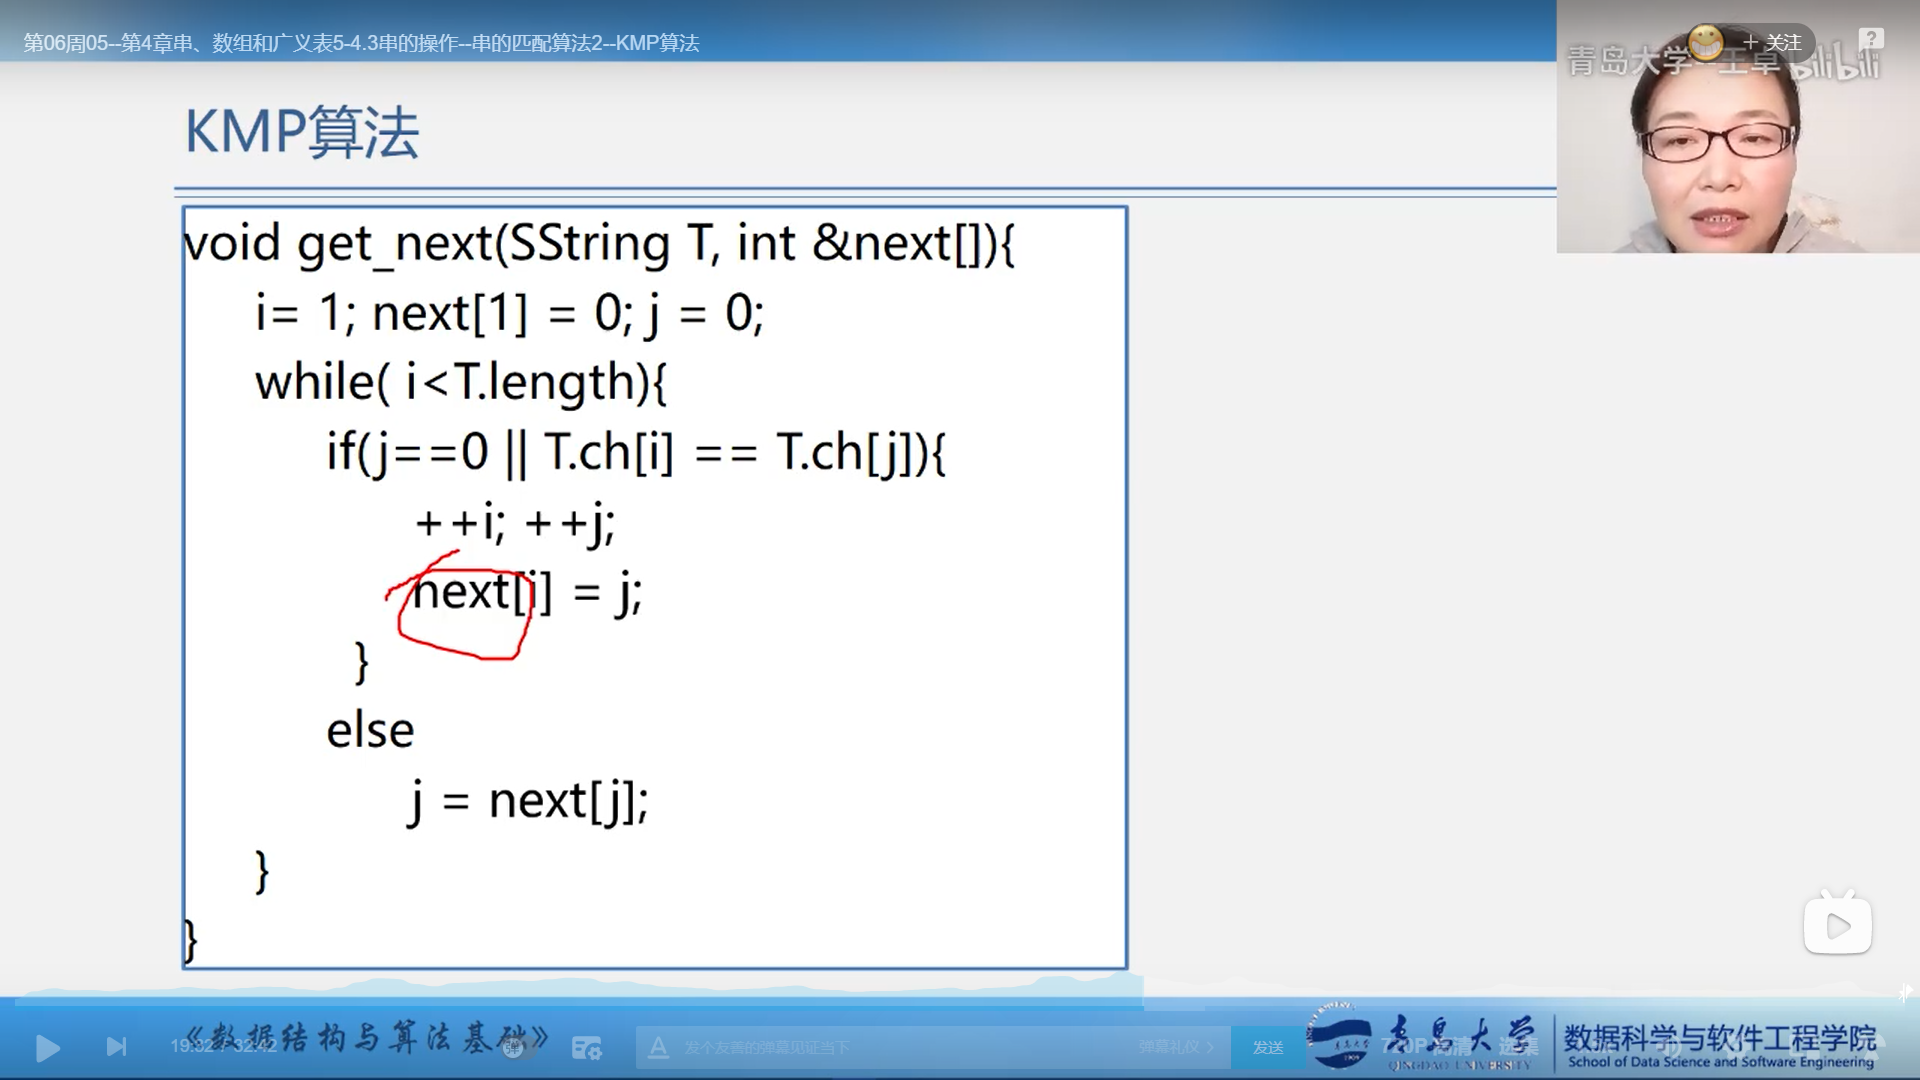 第06周05--第4章串、数组和广义表5-4.3串的操作--串的匹配算法2--KMP算法
+ 关注
青岛大学--王卓 bilibili
KMP算法
void get_next(SString T, int &next[]){
i= 1; next[1] = 0; j = 0;
while( i<T.length){
if(j==0 || T.ch[i] == T.ch[j]){
++i; ++j;
next[i] = j;
}
else
j = next[j];
}
}
《数据结构与算法基础》
19:32 / 32:42
弹
发个友善的弹幕见证当下
弹幕礼仪 >
发送
720P 高清
选集
青岛大学
QINGDAO UNIVERSITY
数据科学与软件工程学院
School of Data Science and Software Engineering